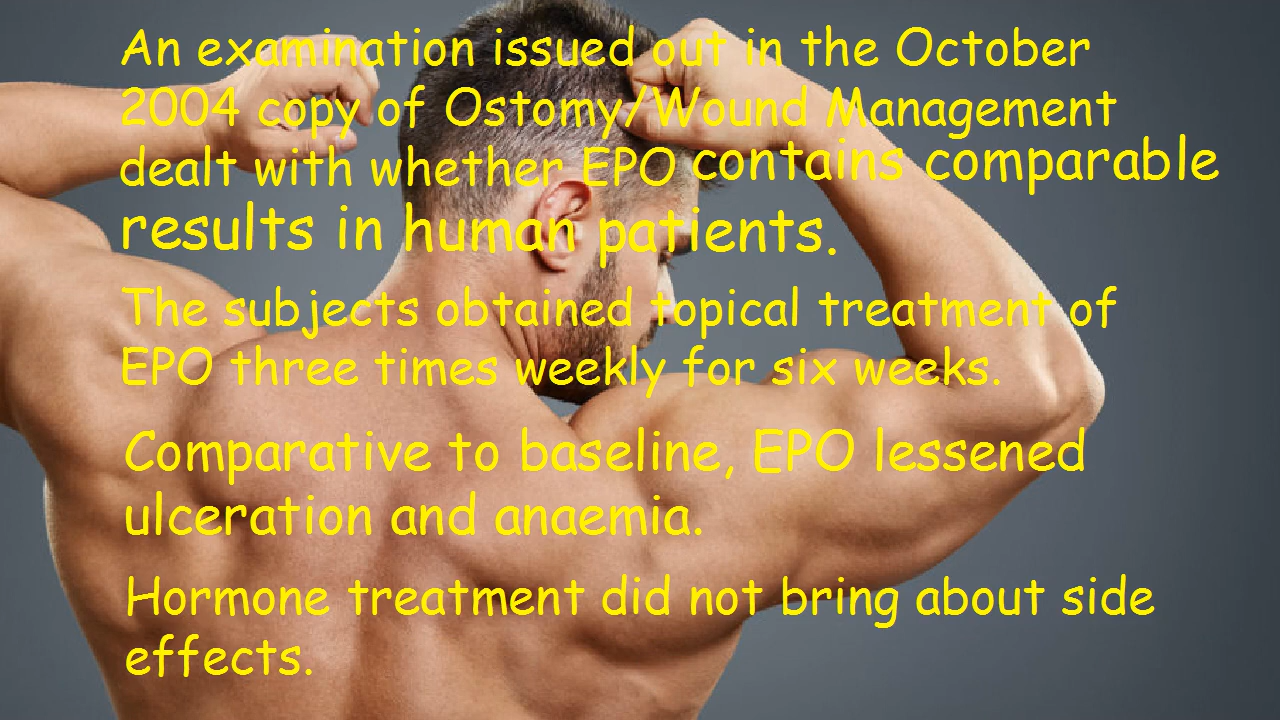 An examination issued out in the October
2004 copy of Ostomy/Wound Management
dealt with whether EPO contains comparable
results in human patients.
The subjects obtained topical treatment of
EPO three times weekly for six weeks.
Comparative to baseline, EPO lessened
ulceration and anaemia.
Hormone treatment did not bring about side
effects.